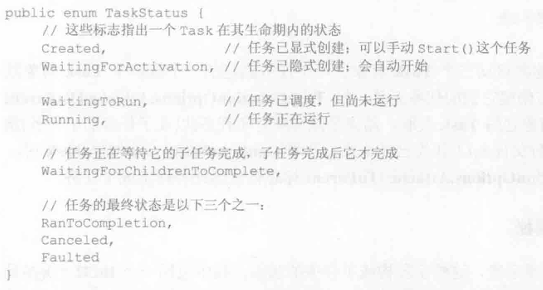 public enum TaskStatus {
// 这些标志指出一个 Task 在其生命期内的状态
Created, // 任务已显式创建：可以手动 Start()这个任务
WaitingForActivation, // 任务已隐式创建：会自动开始
WaitingToRun, // 任务已调度，但尚未运行
Running, // 任务正在运行
// 任务正在等待它的子任务完成，子任务完成后它才完成
WaitingForChildrenToComplete,
// 任务的最终状态是以下三个之一：
RanToCompletion,
Canceled,
Faulted
}